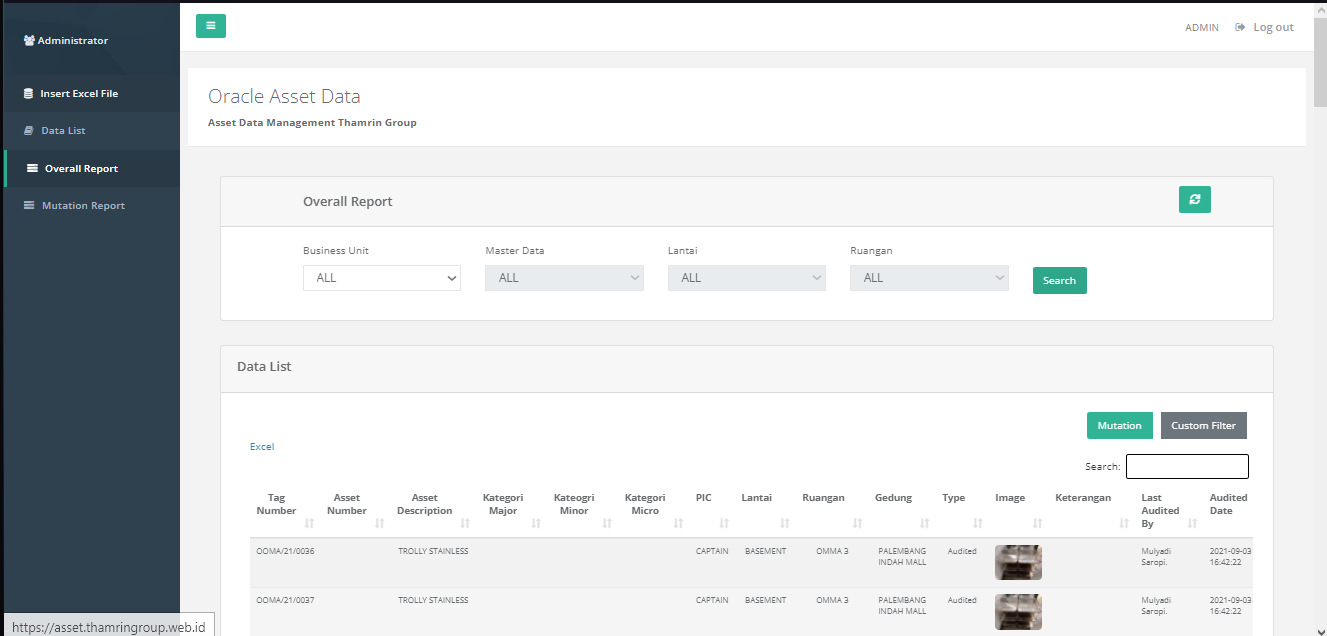 Administrator
Insert Excel File
Data List
Overall Report
Mutation Report
ADMIN Log out
Oracle Asset Data
Asset Data Management Thamrin Group
Overall Report
Business Unit Master Data Lantai Ruangan
ALL ALL ALL ALL Search
Data List
Mutation Custom Filter
Excel
Search:
Tag Number Asset Number Asset Description Kategori Major Kateogri Minor Kategori Micro PIC Lantai Ruangan Gedung Type Image Keterangan Last Audited By Audited Date
OOMA/21/0036 TROLLY STAINLESS CAPTAIN BASEMENT OMMA 3 PALEMBANG INDAH MALL Audited Mulyadi Saropi. 2021-09-03 16:42:22
OOMA/21/0037 TROLLY STAINLESS CAPTAIN BASEMENT OMMA 3 PALEMBANG INDAH MALL Audited Mulyadi Saropi. 2021-09-03 16:42:22
https://asset.thamringroup.web.id